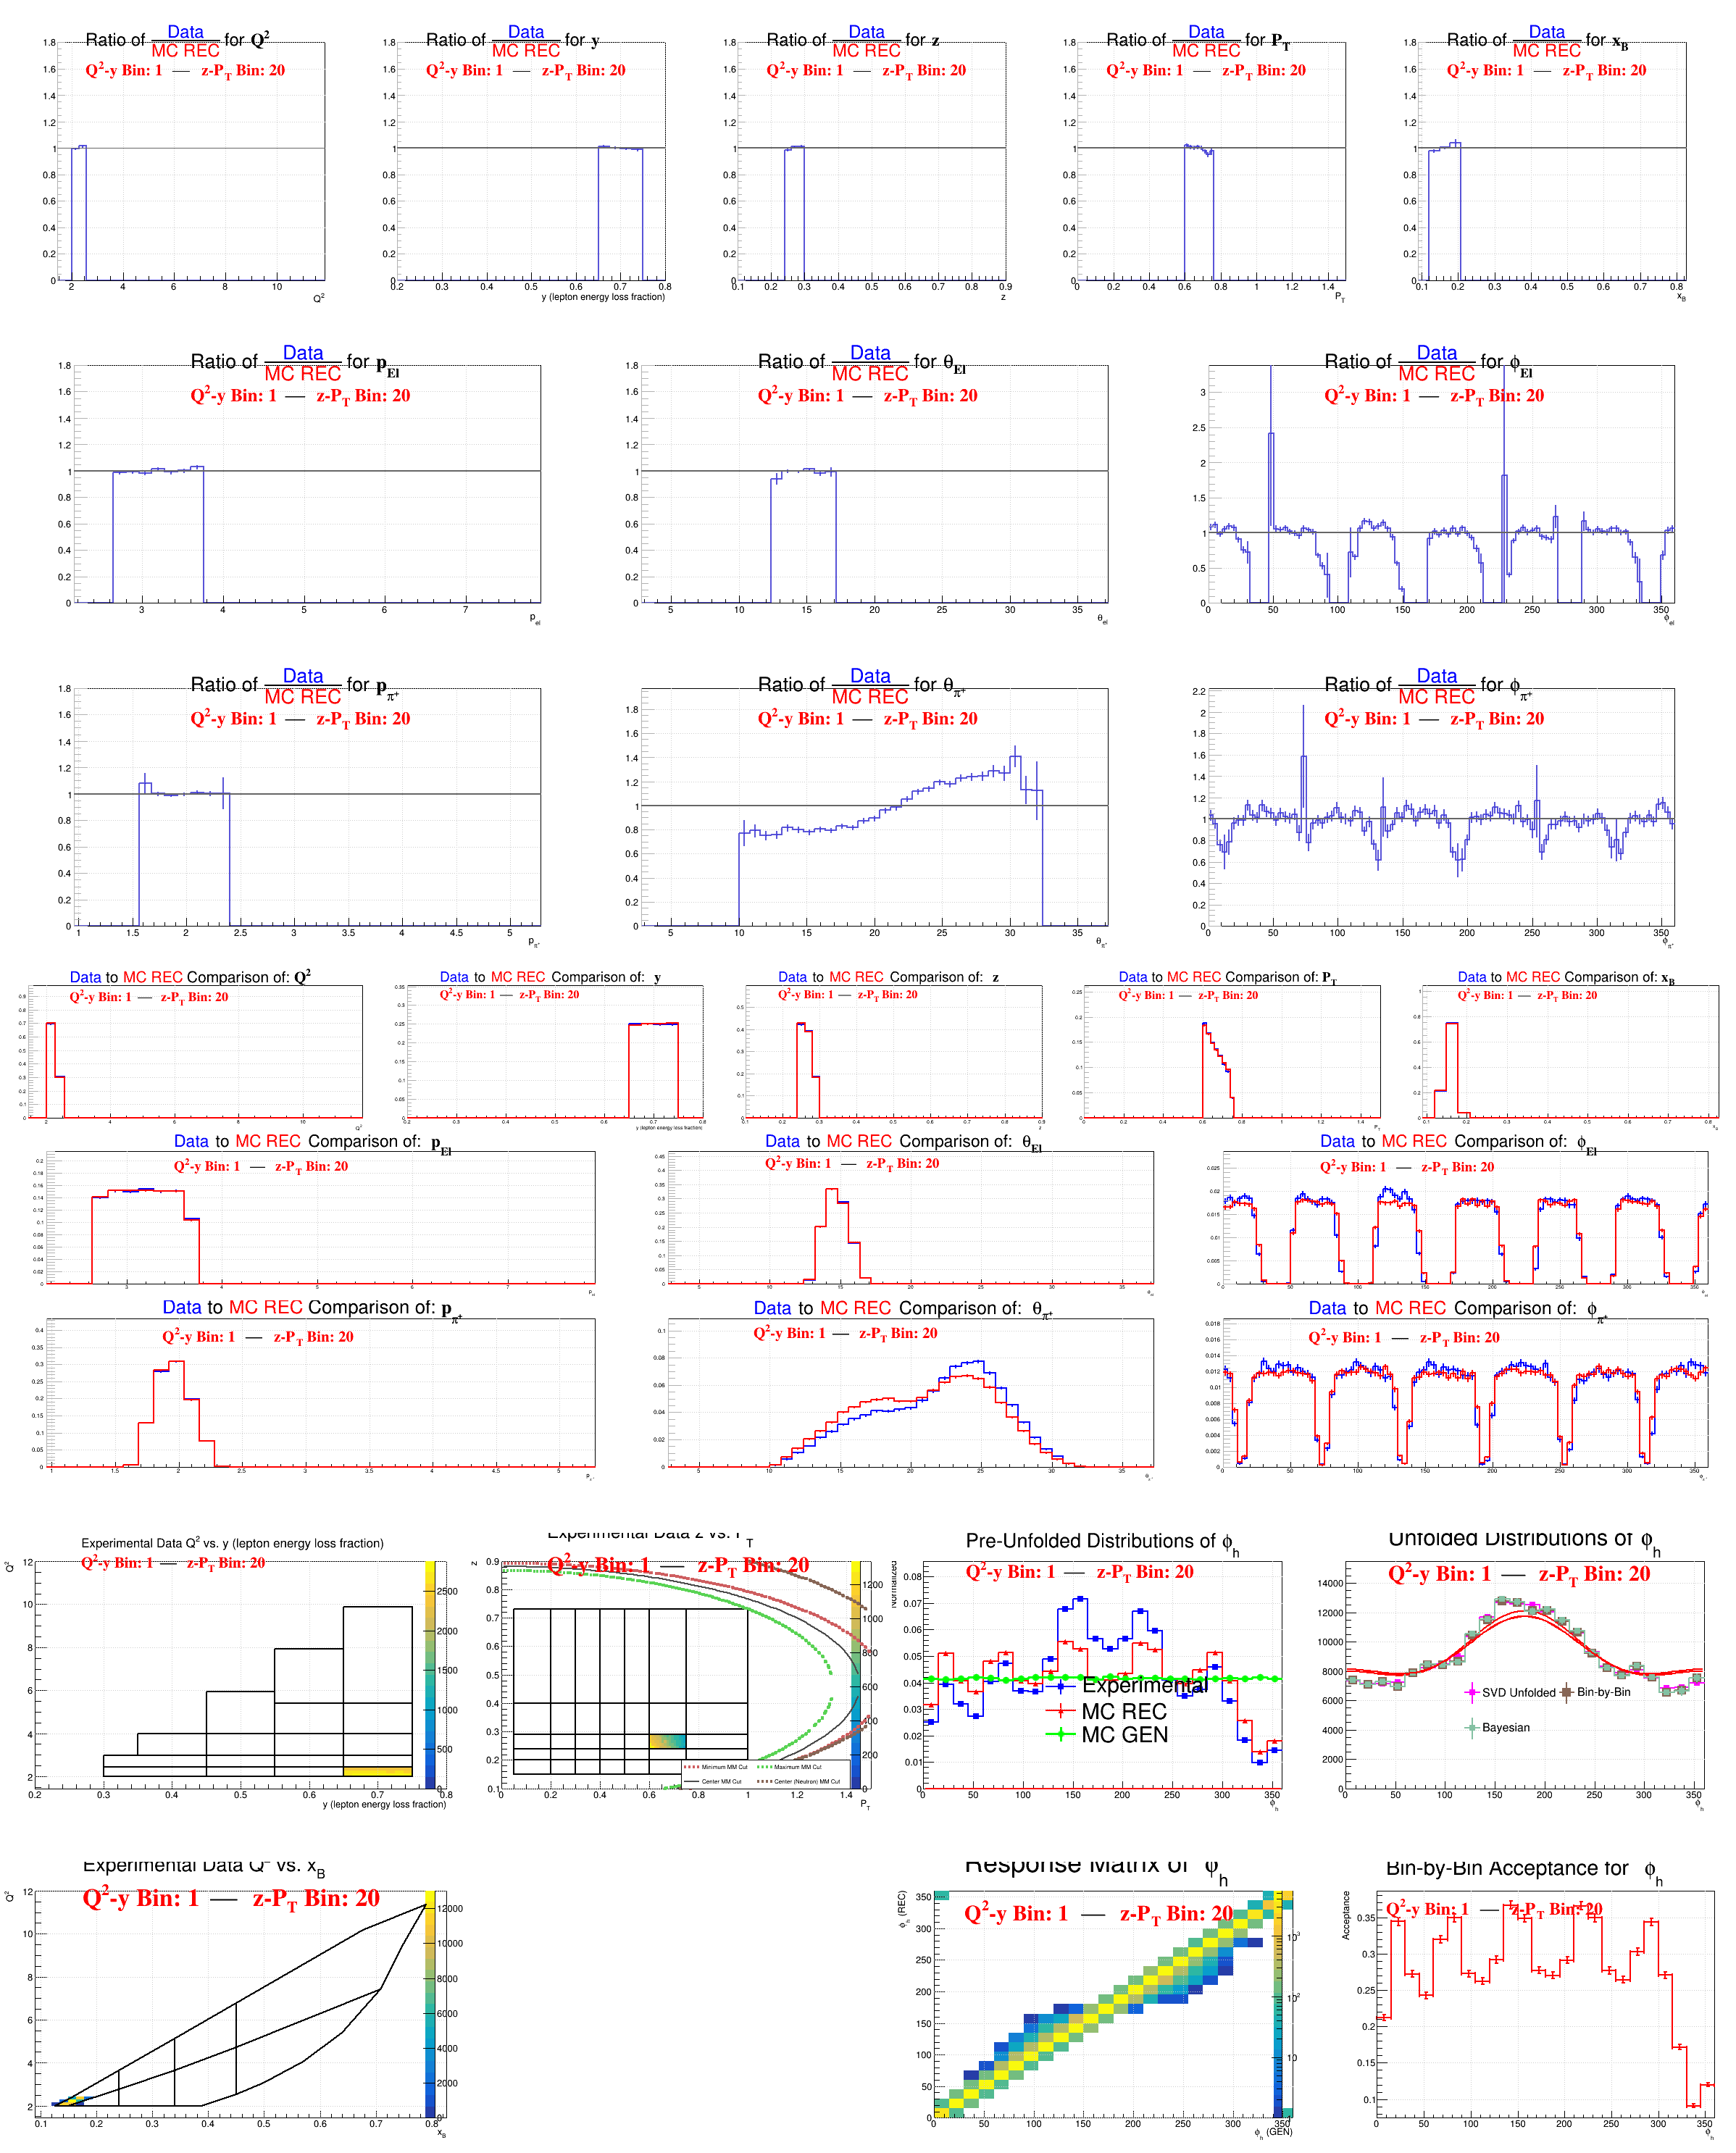 Ratio of Data/MC REC for Q²
Q²-y Bin: 1 — z-P_T Bin: 20
Q²
Ratio of Data/MC REC for y
Q²-y Bin: 1 — z-P_T Bin: 20
y (lepton energy loss fraction)
Ratio of Data/MC REC for z
Q²-y Bin: 1 — z-P_T Bin: 20
z
Ratio of Data/MC REC for P_T
Q²-y Bin: 1 — z-P_T Bin: 20
P_T
Ratio of Data/MC REC for x_B
Q²-y Bin: 1 — z-P_T Bin: 20
x_B
Ratio of Data/MC REC for p_El
Q²-y Bin: 1 — z-P_T Bin: 20
p_el
Ratio of Data/MC REC for θ_El
Q²-y Bin: 1 — z-P_T Bin: 20
θ_el
Ratio of Data/MC REC for ϕ_El
Q²-y Bin: 1 — z-P_T Bin: 20
ϕ_el
Ratio of Data/MC REC for p_π⁺
Q²-y Bin: 1 — z-P_T Bin: 20
p_π⁺
Ratio of Data/MC REC for θ_π⁺
Q²-y Bin: 1 — z-P_T Bin: 20
θ_π⁺
Ratio of Data/MC REC for ϕ_π⁺
Q²-y Bin: 1 — z-P_T Bin: 20
ϕ_π⁺
Data to MC REC Comparison of: Q²
Q²-y Bin: 1 — z-P_T Bin: 20
Data to MC REC Comparison of: y
Q²-y Bin: 1 — z-P_T Bin: 20
y (lepton energy loss fraction)
Data to MC REC Comparison of: z
Q²-y Bin: 1 — z-P_T Bin: 20
Data to MC REC Comparison of: P_T
Q²-y Bin: 1 — z-P_T Bin: 20
Data to MC REC Comparison of: x_B
Q²-y Bin: 1 — z-P_T Bin: 20
Data to MC REC Comparison of: p_El
Q²-y Bin: 1 — z-P_T Bin: 20
Data to MC REC Comparison of: θ_El
Q²-y Bin: 1 — z-P_T Bin: 20
Data to MC REC Comparison of: ϕ_El
Q²-y Bin: 1 — z-P_T Bin: 20
Data to MC REC Comparison of: p_π⁺
Q²-y Bin: 1 — z-P_T Bin: 20
Data to MC REC Comparison of: θ_π⁺
Q²-y Bin: 1 — z-P_T Bin: 20
Data to MC REC Comparison of: ϕ_π⁺
Q²-y Bin: 1 — z-P_T Bin: 20
Experimental Data Q² vs. y (lepton energy loss fraction)
Q²-y Bin: 1 — z-P_T Bin: 20
Q²
y (lepton energy loss fraction)
Experimental Data z vs. P_T
Q²-y Bin: 1 — z-P_T Bin: 20
z
Minimum MM Cut
Maximum MM Cut
Center MM Cut
Center (Neutron) MM Cut
P_T
Pre-Unfolded Distributions of ϕ_h
Q²-y Bin: 1 — z-P_T Bin: 20
Normalized
Experimental
MC REC
MC GEN
ϕ_h
Unfolded Distributions of ϕ_h
Q²-y Bin: 1 — z-P_T Bin: 20
SVD Unfolded
Bin-by-Bin
Bayesian
ϕ_h
Experimental Data Q² vs. x_B
Q²-y Bin: 1 — z-P_T Bin: 20
Q²
x_B
Response Matrix of ϕ_h
Q²-y Bin: 1 — z-P_T Bin: 20
ϕ_h (REC)
ϕ_h (GEN)
Bin-by-Bin Acceptance for ϕ_h
Q²-y Bin: 1 — z-P_T Bin: 20
Acceptance
ϕ_h